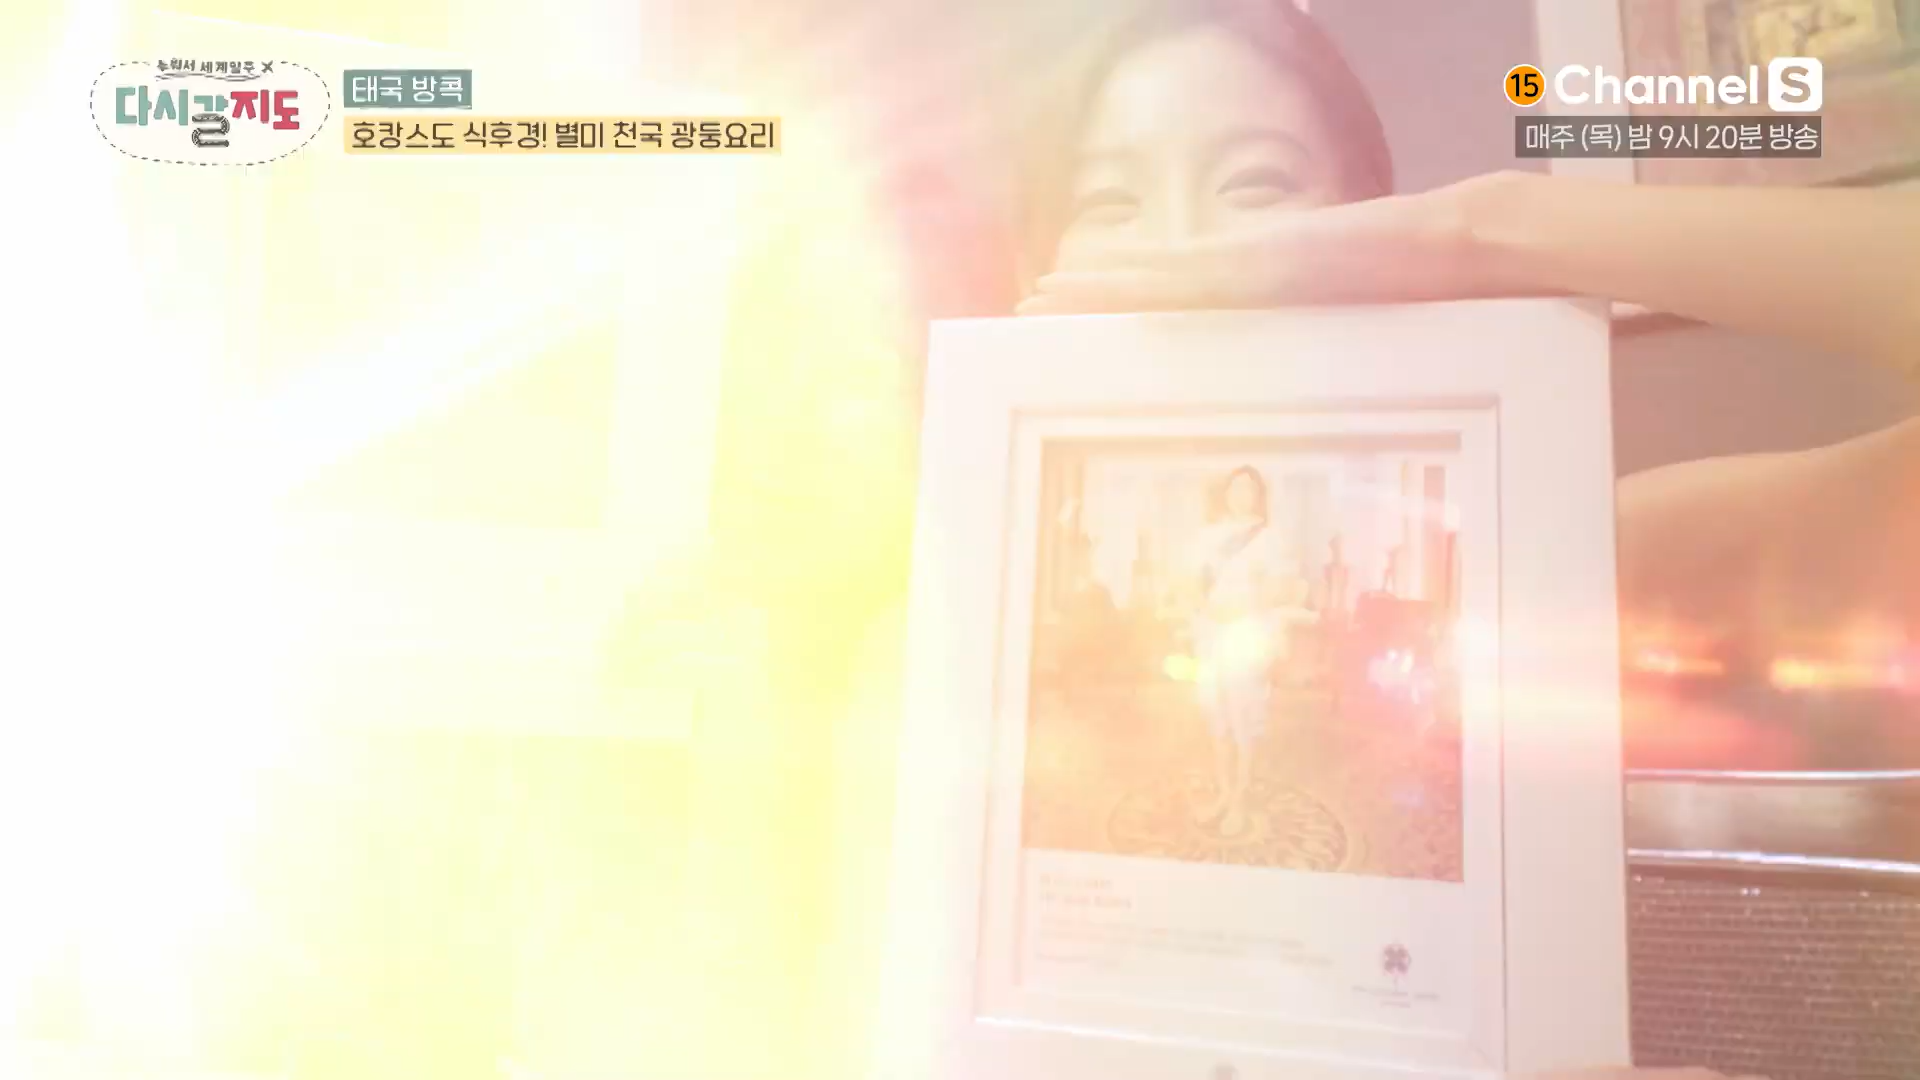 누워서 세계일주 X
다시갈지도
태국 방콕
호캉스도 식후경! 별미 천국 광둥요리
15 Channel S
매주 (목) 밤 9시 20분 방송